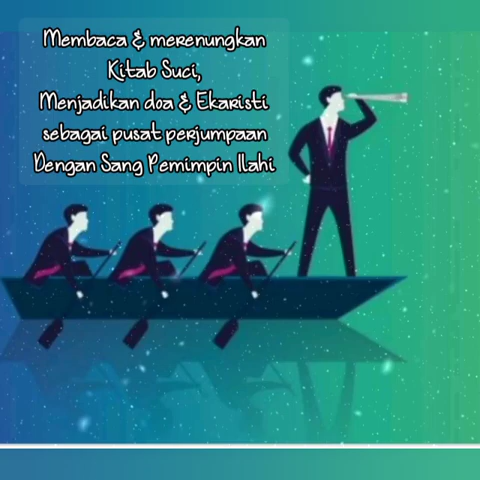 Membaca & merenungkan
Kitab Suci,
Menjadikan doa & Ekaristi
sebagai pusat perjumpaan
Dengan Sang Pemimpin Ilahi